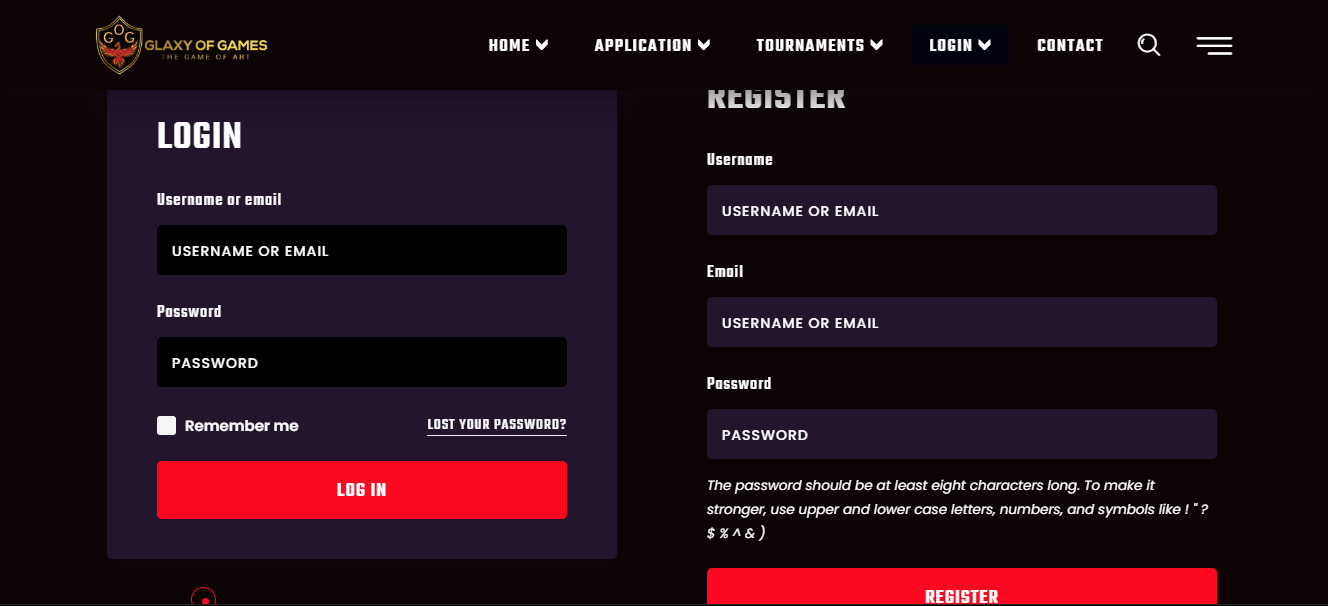 GOG
GLAXY OF GAMES
THE GAME OF ART
HOME
APPLICATION
TOURNAMENTS
LOGIN
CONTACT
LOGIN
Username or email
USERNAME OR EMAIL
Password
PASSWORD
Remember me
LOST YOUR PASSWORD?
LOG IN
REGISTER
Username
USERNAME OR EMAIL
Email
USERNAME OR EMAIL
Password
PASSWORD
The password should be at least eight characters long. To make it
stronger, use upper and lower case letters, numbers, and symbols like ! " ?
$ % ^ & )
REGISTER